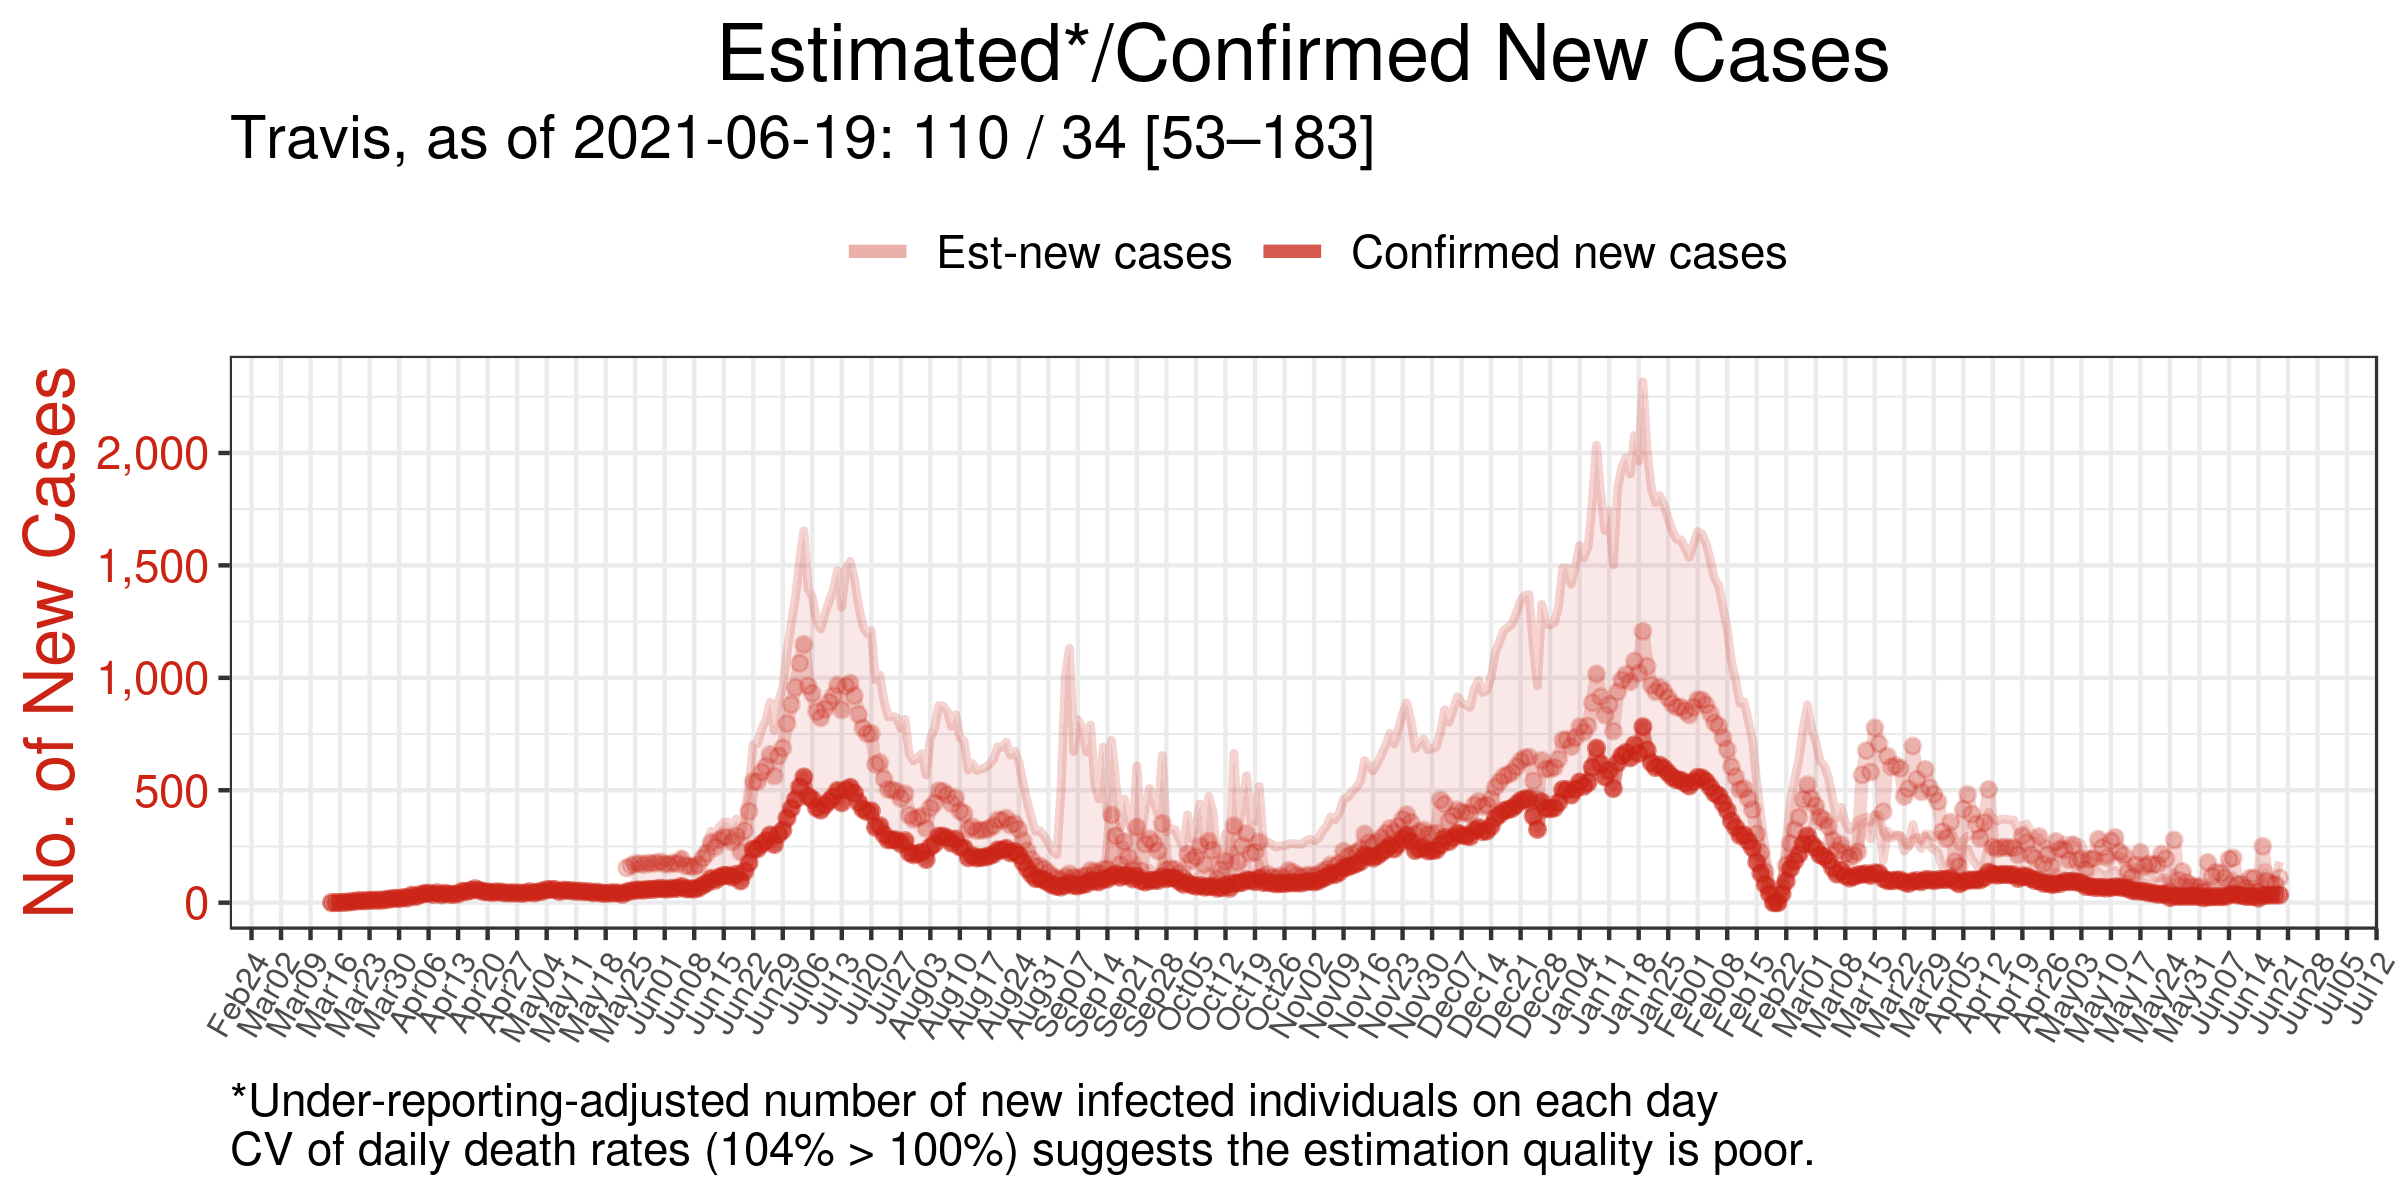 Estimated*/Confirmed New Cases
Travis, as of 2021-06-19: 110 / 34 [53–183]
Est-new cases
Confirmed new cases
No. of New Cases
2,000
1,500
1,000
500
0
Feb24
Mar02
Mar09
Mar16
Mar23
Mar30
Apr06
Apr13
Apr20
Apr27
May04
May11
May18
May25
Jun01
Jun08
Jun15
Jun22
Jun29
Jul06
Jul13
Jul20
Jul27
Aug03
Aug10
Aug17
Aug24
Aug31
Sep07
Sep14
Sep21
Sep28
Oct05
Oct12
Oct19
Oct26
Nov02
Nov09
Nov16
Nov23
Nov30
Dec07
Dec14
Dec21
Dec28
Jan04
Jan11
Jan18
Jan25
Feb01
Feb08
Feb15
Feb22
Mar01
Mar08
Mar15
Mar22
Mar29
Apr05
Apr12
Apr19
Apr26
May03
May10
May17
May24
May31
Jun07
Jun14
Jun21
Jun28
Jul05
Jul12
*Under-reporting-adjusted number of new infected individuals on each day
CV of daily death rates (104% > 100%) suggests the estimation quality is poor.